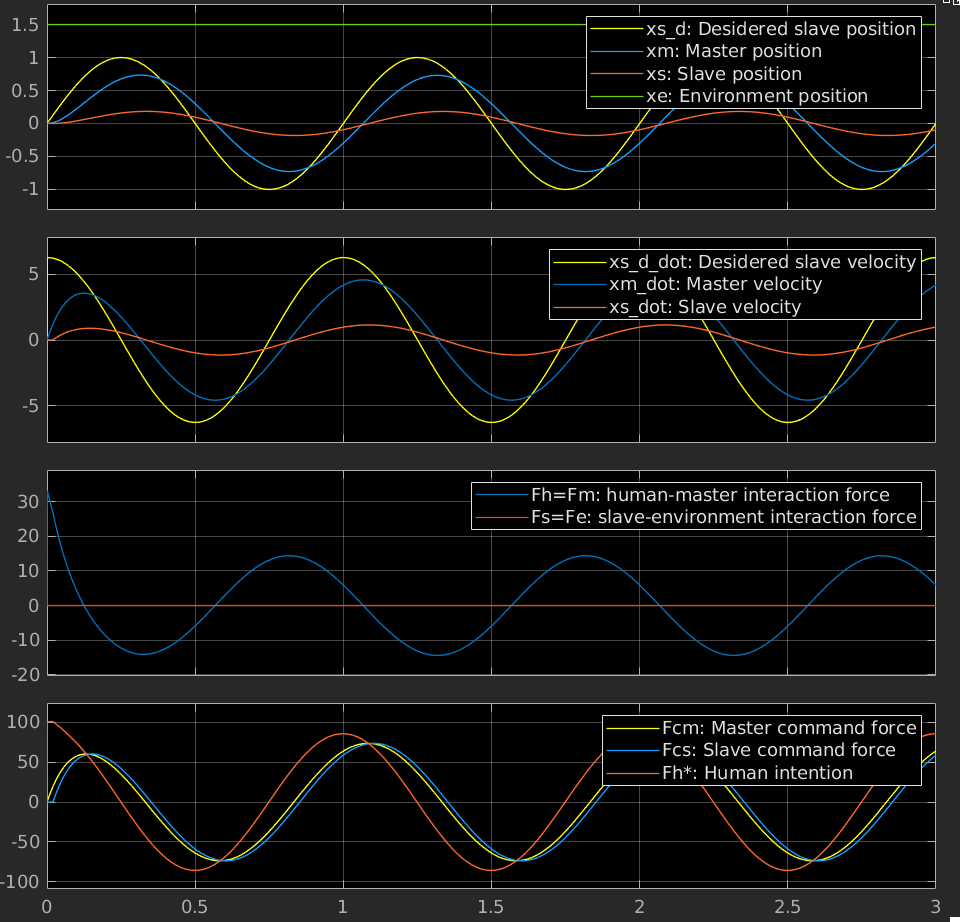 1.5
1
0.5
0
-0.5
-1
xs_d: Desidered slave position
xm: Master position
xs: Slave position
xe: Environment position
5
0
-5
xs_d_dot: Desidered slave velocity
xm_dot: Master velocity
xs_dot: Slave velocity
30
20
10
0
-10
-20
Fh=Fm: human-master interaction force
Fs=Fe: slave-environment interaction force
100
50
0
-50
-100
Fcm: Master command force
Fcs: Slave command force
Fh*: Human intention
0 0.5 1 1.5 2 2.5 3